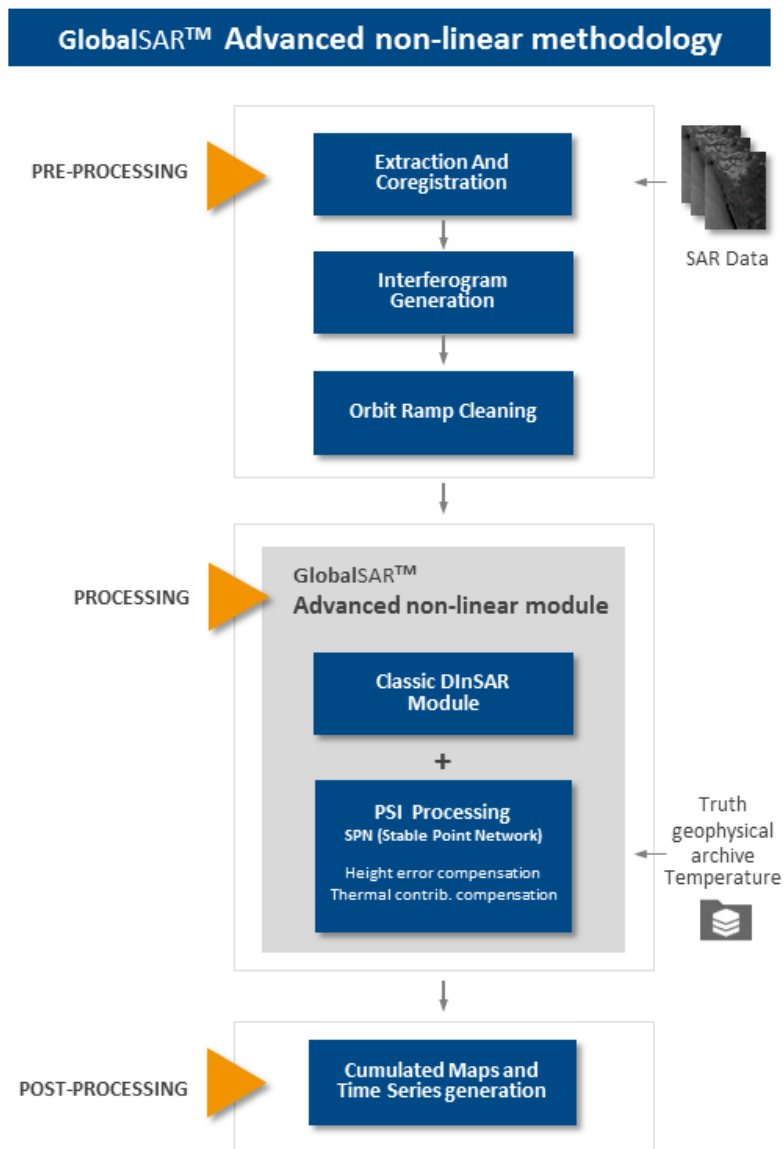 GlobalSAR™ Advanced non-linear methodology
PRE-PROCESSING
Extraction And
Coregistration
SAR Data
Interferogram
Generation
Orbit Ramp Cleaning
PROCESSING
GlobalSAR™
Advanced non-linear module
Classic DInSAR
Module
+
PSI Processing
SPN (Stable Point Network)
Height error compensation
Thermal contrib. compensation
Truth
geophysical
archive
Temperature
POST-PROCESSING
Cumulated Maps and
Time Series generation